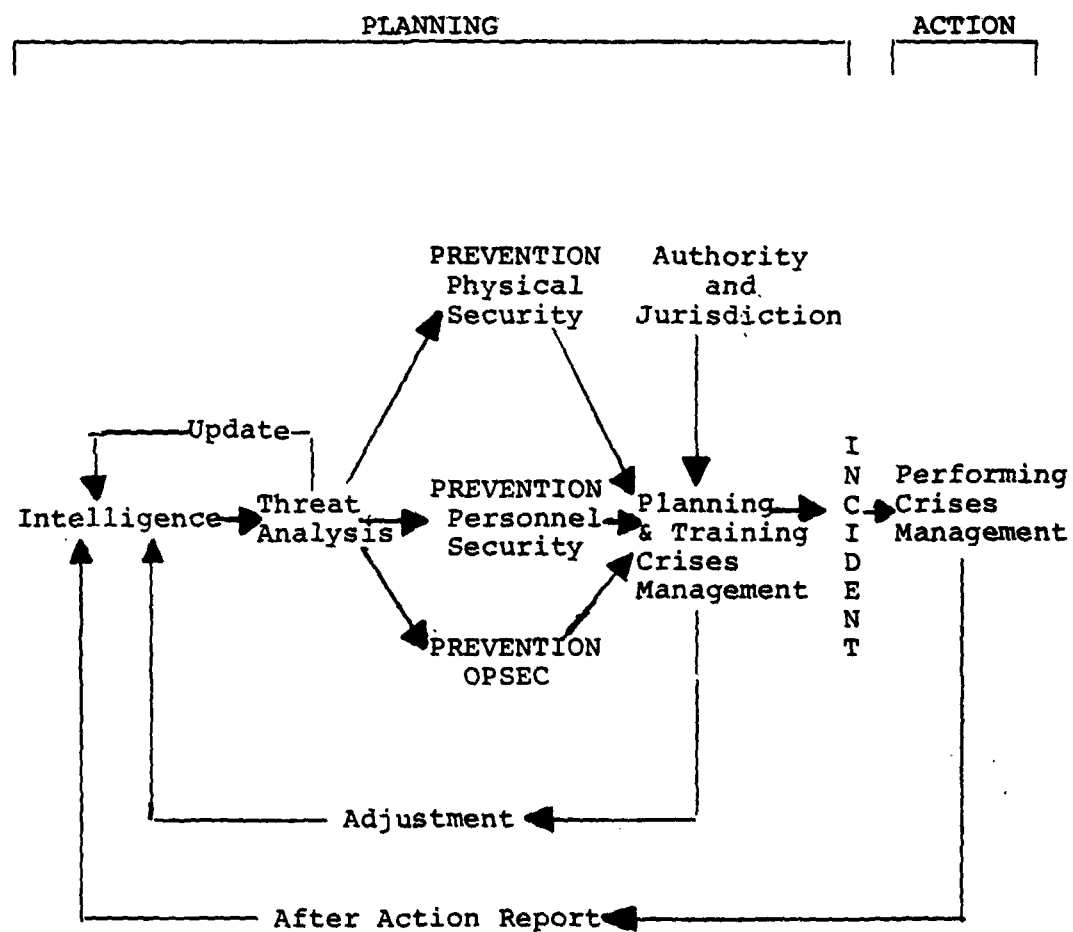 PLANNING
ACTION
PREVENTION
Physical
Security
Authority
and
Jurisdiction
Update
Intelligence
Threat
Analysis
PREVENTION
Personnel
Security
PREVENTION
OPSEC
Planning
& Training
Crises
Management
INCIDENT
Performing
Crises
Management
Adjustment
After Action Report